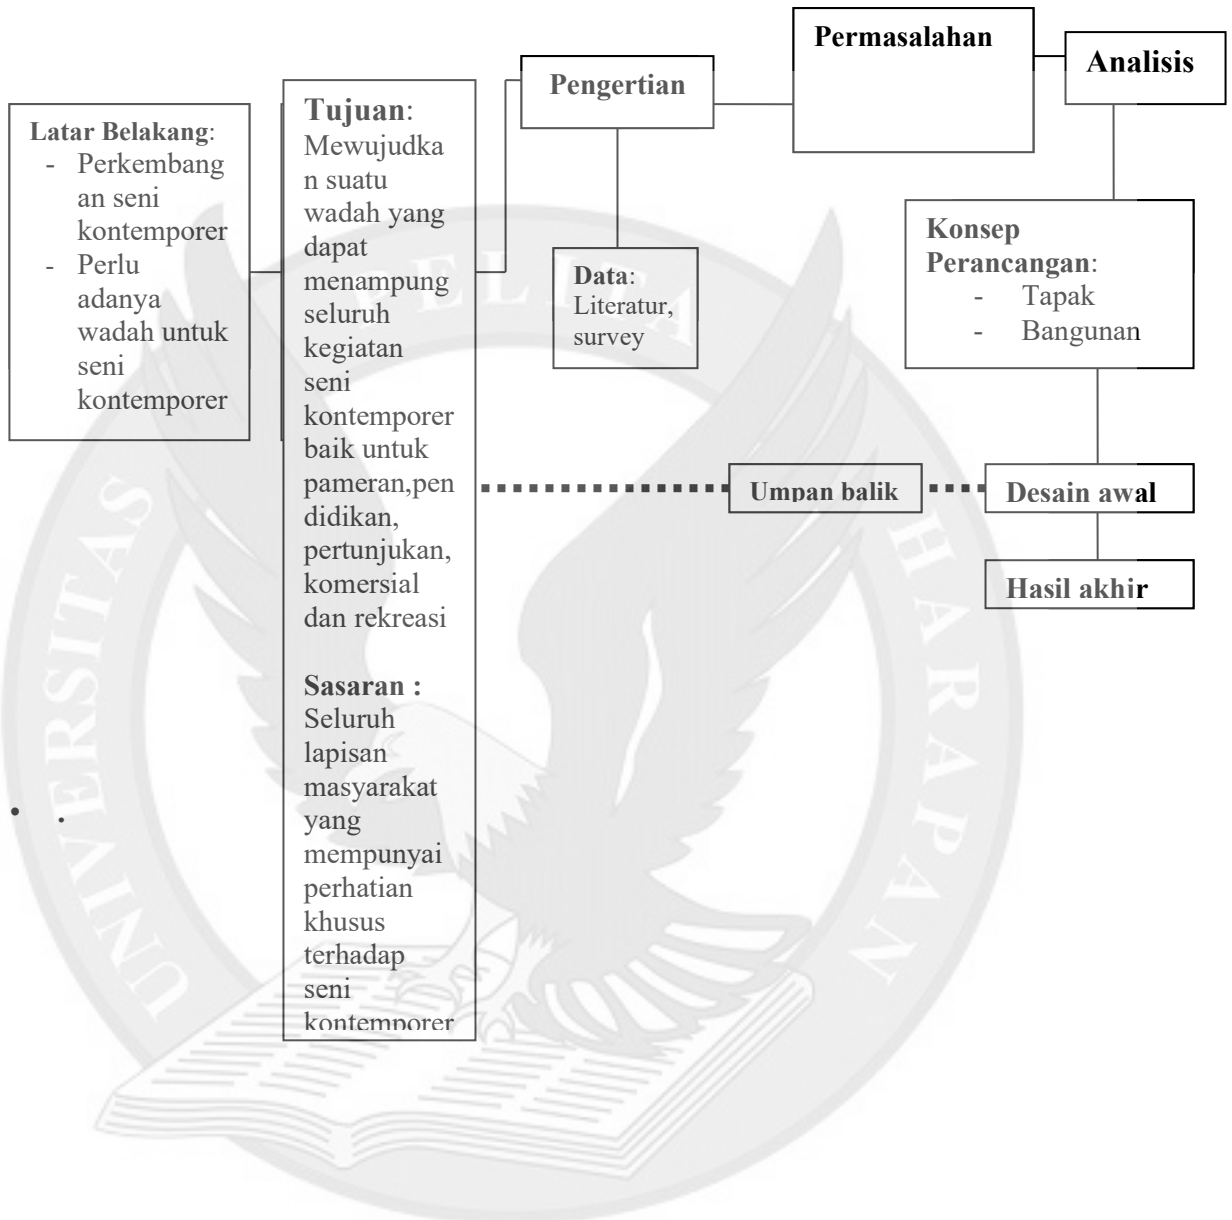 Latar Belakang:
- Perkembang
an seni
kontemporer
- Perlu
adanya
wadah untuk
seni
kontemporer
Tujuan:
Mewujudka
n suatu
wadah yang
dapat
menampung
seluruh
kegiatan
seni
kontemporer
baik untuk
pameran,pen
didikan,
pertunjukan,
komersial
dan rekreasi
Sasaran :
Seluruh
lapisan
masyarakat
yang
mempunyai
perhatian
khusus
terhadap
seni
kontemporer
Pengertian
Data:
Literatur,
survey
Permasalahan
Analisis
Konsep
Perancangan:
- Tapak
- Bangunan
Umpan balik
Desain awal
Hasil akhir
UNIVERSITAS
PELITA
HARAPAN